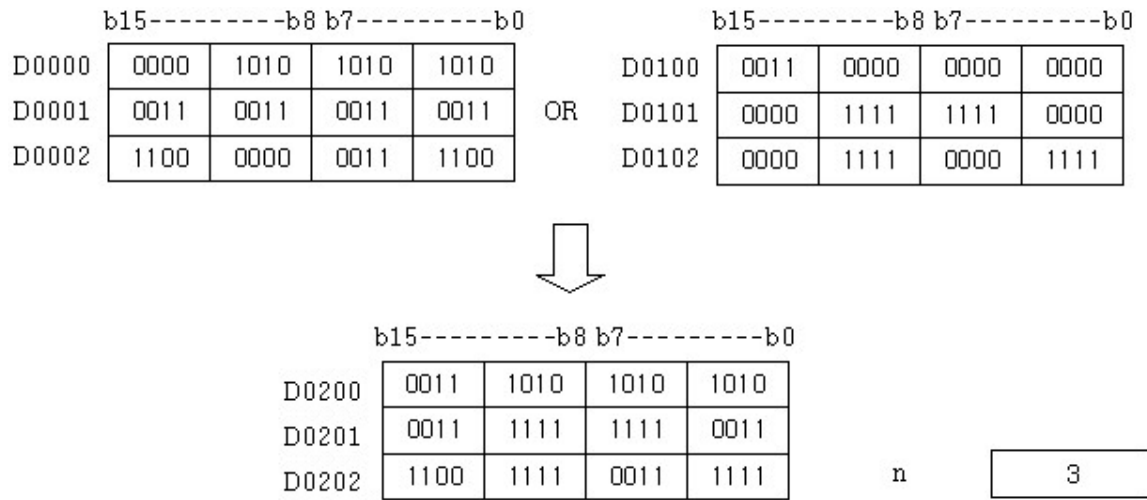 b15---------b8 b7---------b0 b15---------b8 b7---------b0
D0000 0000 1010 1010 1010 D0100 0011 0000 0000 0000
D0001 0011 0011 0011 0011 OR D0101 0000 1111 1111 0000
D0002 1100 0000 0011 1100 D0102 0000 1111 0000 1111
b15---------b8 b7---------b0
D0200 0011 1010 1010 1010
D0201 0011 1111 1111 0011
D0202 1100 1111 0011 1111 n 3